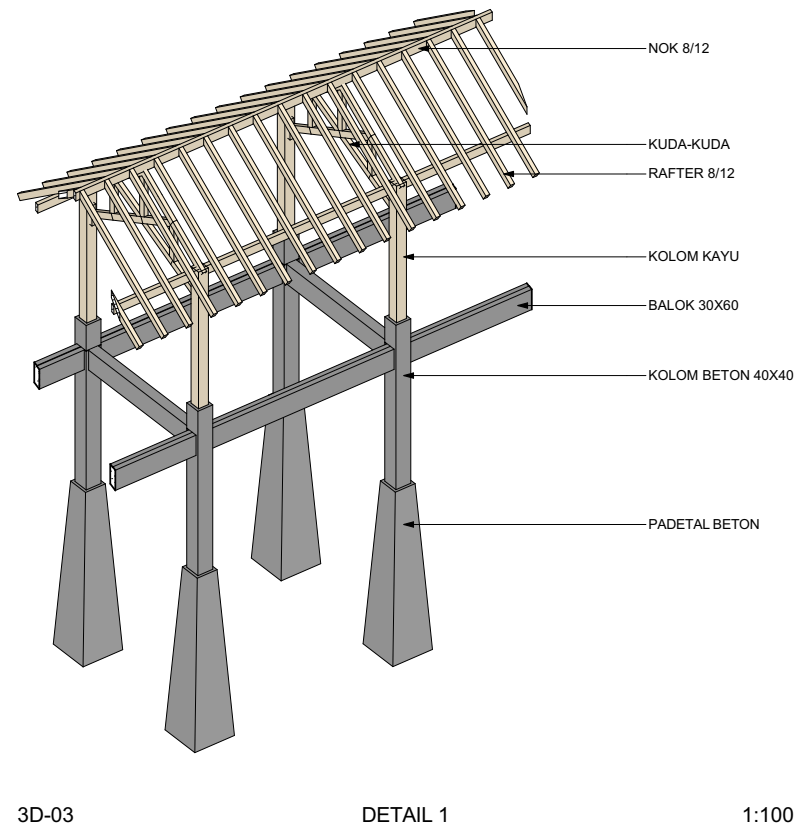 NOK 8/12
KUDA-KUDA
RAFTER 8/12
KOLOM KAYU
BALOK 30X60
KOLOM BETON 40X40
PADETAL BETON
3D-03 DETAIL 1 1:100